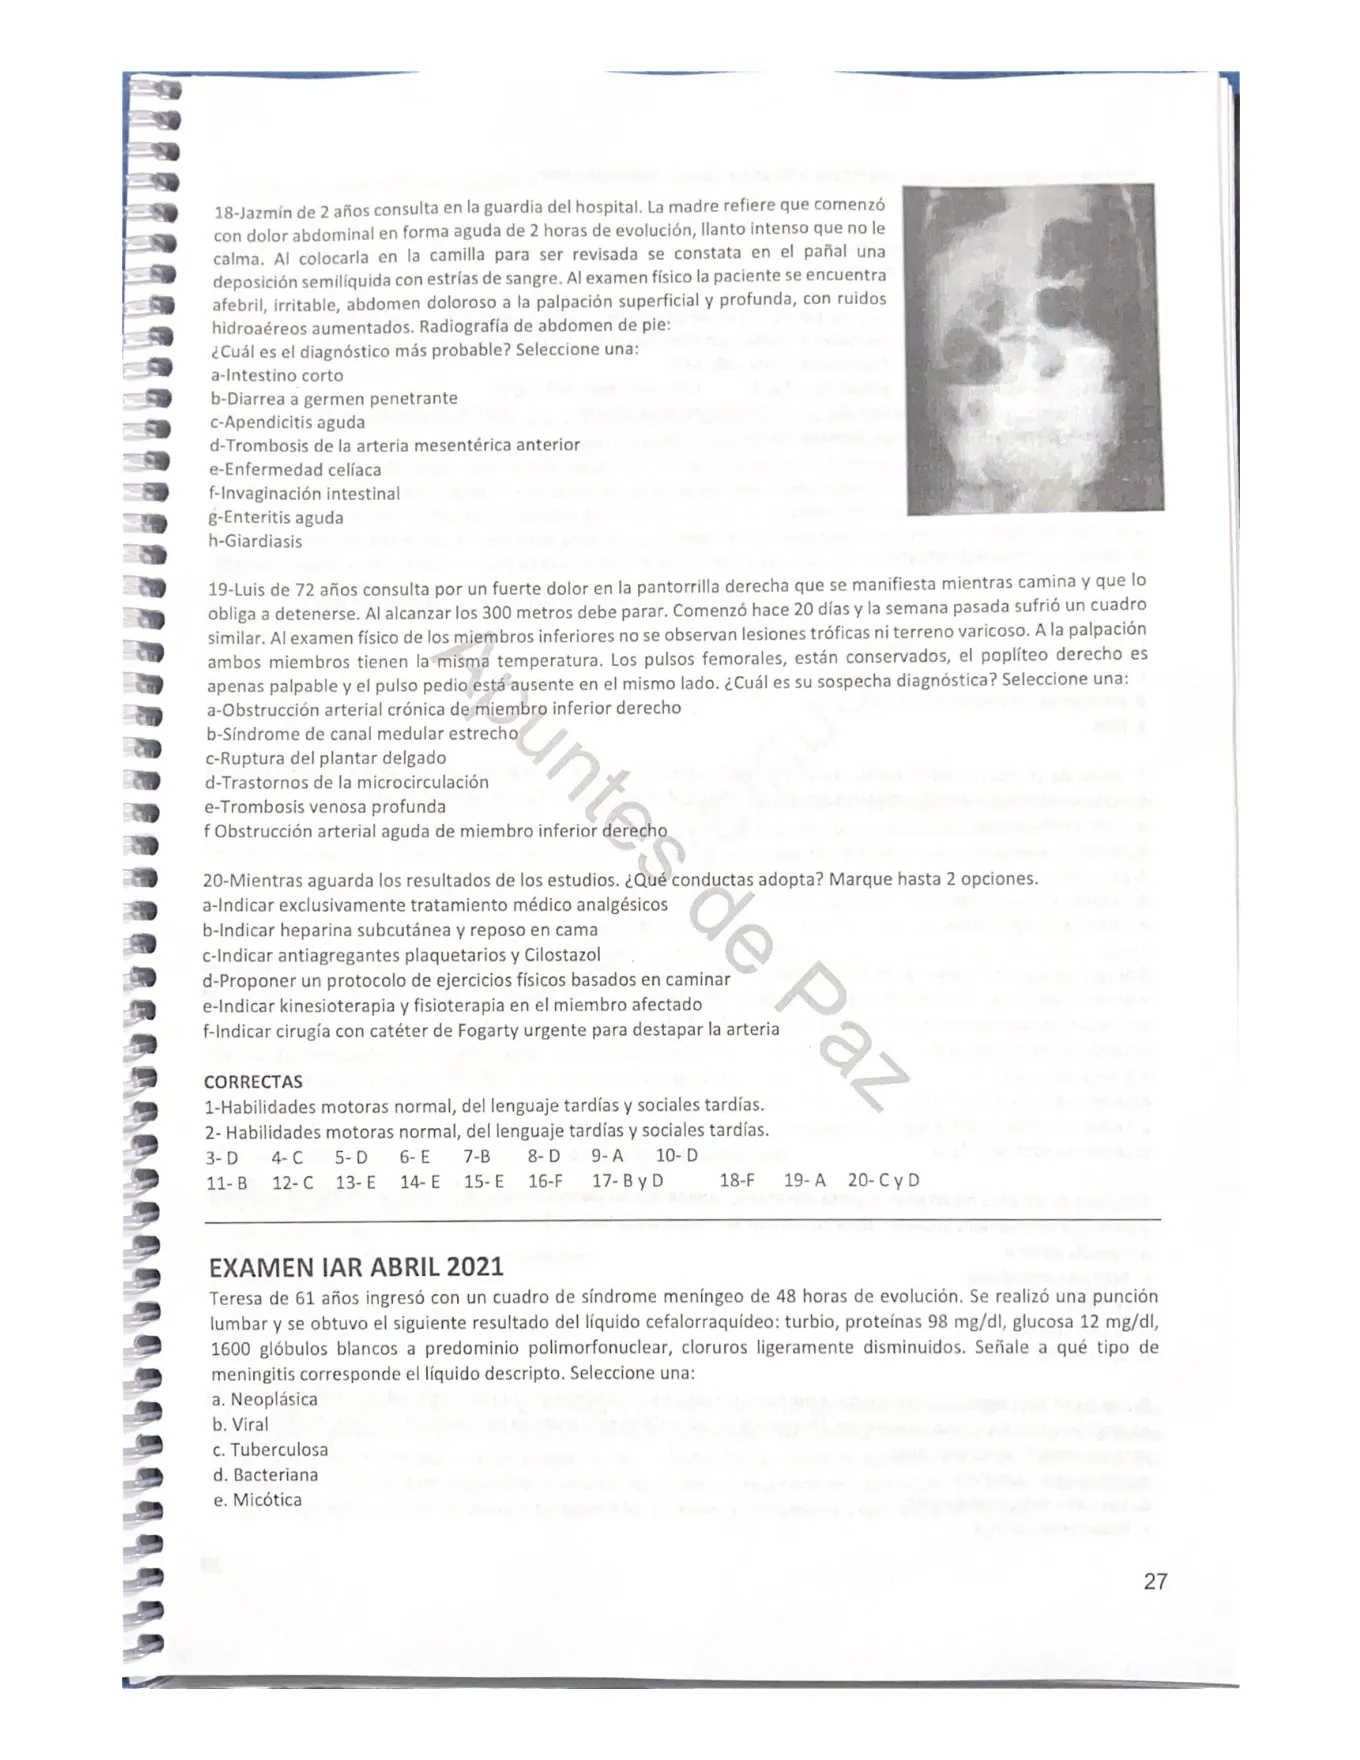 18-Jazmín de 2 años consulta en la guardia del hospital. La madre refiere que comenzó
con dolor abdominal en forma aguda de 2 horas de evolución, llanto intenso que no le
calma. Al colocarla en la camilla para ser revisada se constata en el pañal una
deposición semilíquida con estrías de sangre. Al examen físico la paciente se encuentra
afebril, irritable, abdomen doloroso a la palpación superficial y profunda, con ruidos
hidroaéreos aumentados. Radiografía de abdomen de pie:
¿Cuál es el diagnóstico más probable? Seleccione una:
a-Intestino corto
b-Diarrea a germen penetrante
c-Apendicitis aguda
d-Trombosis de la arteria mesentérica anterior
e-Enfermedad celíaca
f-Invaginación intestinal
g-Enteritis aguda
h-Giardiasis
19-Luis de 72 años consulta por un fuerte dolor en la pantorrilla derecha que se manifiesta mientras camina y que lo
obliga a detenerse. Al alcanzar los 300 metros debe parar. Comenzó hace 20 días y la semana pasada sufrió un cuadro
similar. Al examen físico de los miembros inferiores no se observan lesiones tróficas ni terreno varicoso. A la palpación
ambos miembros tienen la misma temperatura. Los pulsos femorales, están conservados, el poplíteo derecho es
apenas palpable y el pulso pedio está ausente en el mismo lado. ¿Cuál es su sospecha diagnóstica? Seleccione una:
a-Obstrucción arterial crónica de miembro inferior derecho
b-Síndrome de canal medular estrecho
c-Ruptura del plantar delgado
d-Trastornos de la microcirculación
e-Trombosis venosa profunda
f Obstrucción arterial aguda de miembro inferior derecho
20-Mientras aguarda los resultados de los estudios. ¿Qué conductas adopta? Marque hasta 2 opciones.
a-Indicar exclusivamente tratamiento médico analgésicos
b-Indicar heparina subcutánea y reposo en cama
c-Indicar antiagregantes plaquetarios y Cilostazol
d-Proponer un protocolo de ejercicios físicos basados en caminar
e-Indicar kinesioterapia y fisioterapia en el miembro afectado
f-Indicar cirugía con catéter de Fogarty urgente para destapar la arteria
Apuntes de Paz
CORRECTAS
1-Habilidades motoras normal, del lenguaje tardías y sociales tardías.
2- Habilidades motoras normal, del lenguaje tardías y sociales tardías.
3- D 4- C 5- D 6- E 7-B 8- D 9- A 10- D
11- B 12- C 13- E 14- E 15- E 16-F 17- B y D 18-F 19- A 20- C y D
EXAMEN IAR ABRIL 2021
Teresa de 61 años ingresó con un cuadro de síndrome meníngeo de 48 horas de evolución. Se realizó una punción
lumbar y se obtuvo el siguiente resultado del líquido cefalorraquídeo: turbio, proteínas 98 mg/dl, glucosa 12 mg/dl,
1600 glóbulos blancos a predominio polimorfonuclear, cloruros ligeramente disminuidos. Señale a qué tipo de
meningitis corresponde el líquido descripto. Seleccione una:
a. Neoplásica
b. Viral
c. Tuberculosa
d. Bacteriana
e. Micótica
27